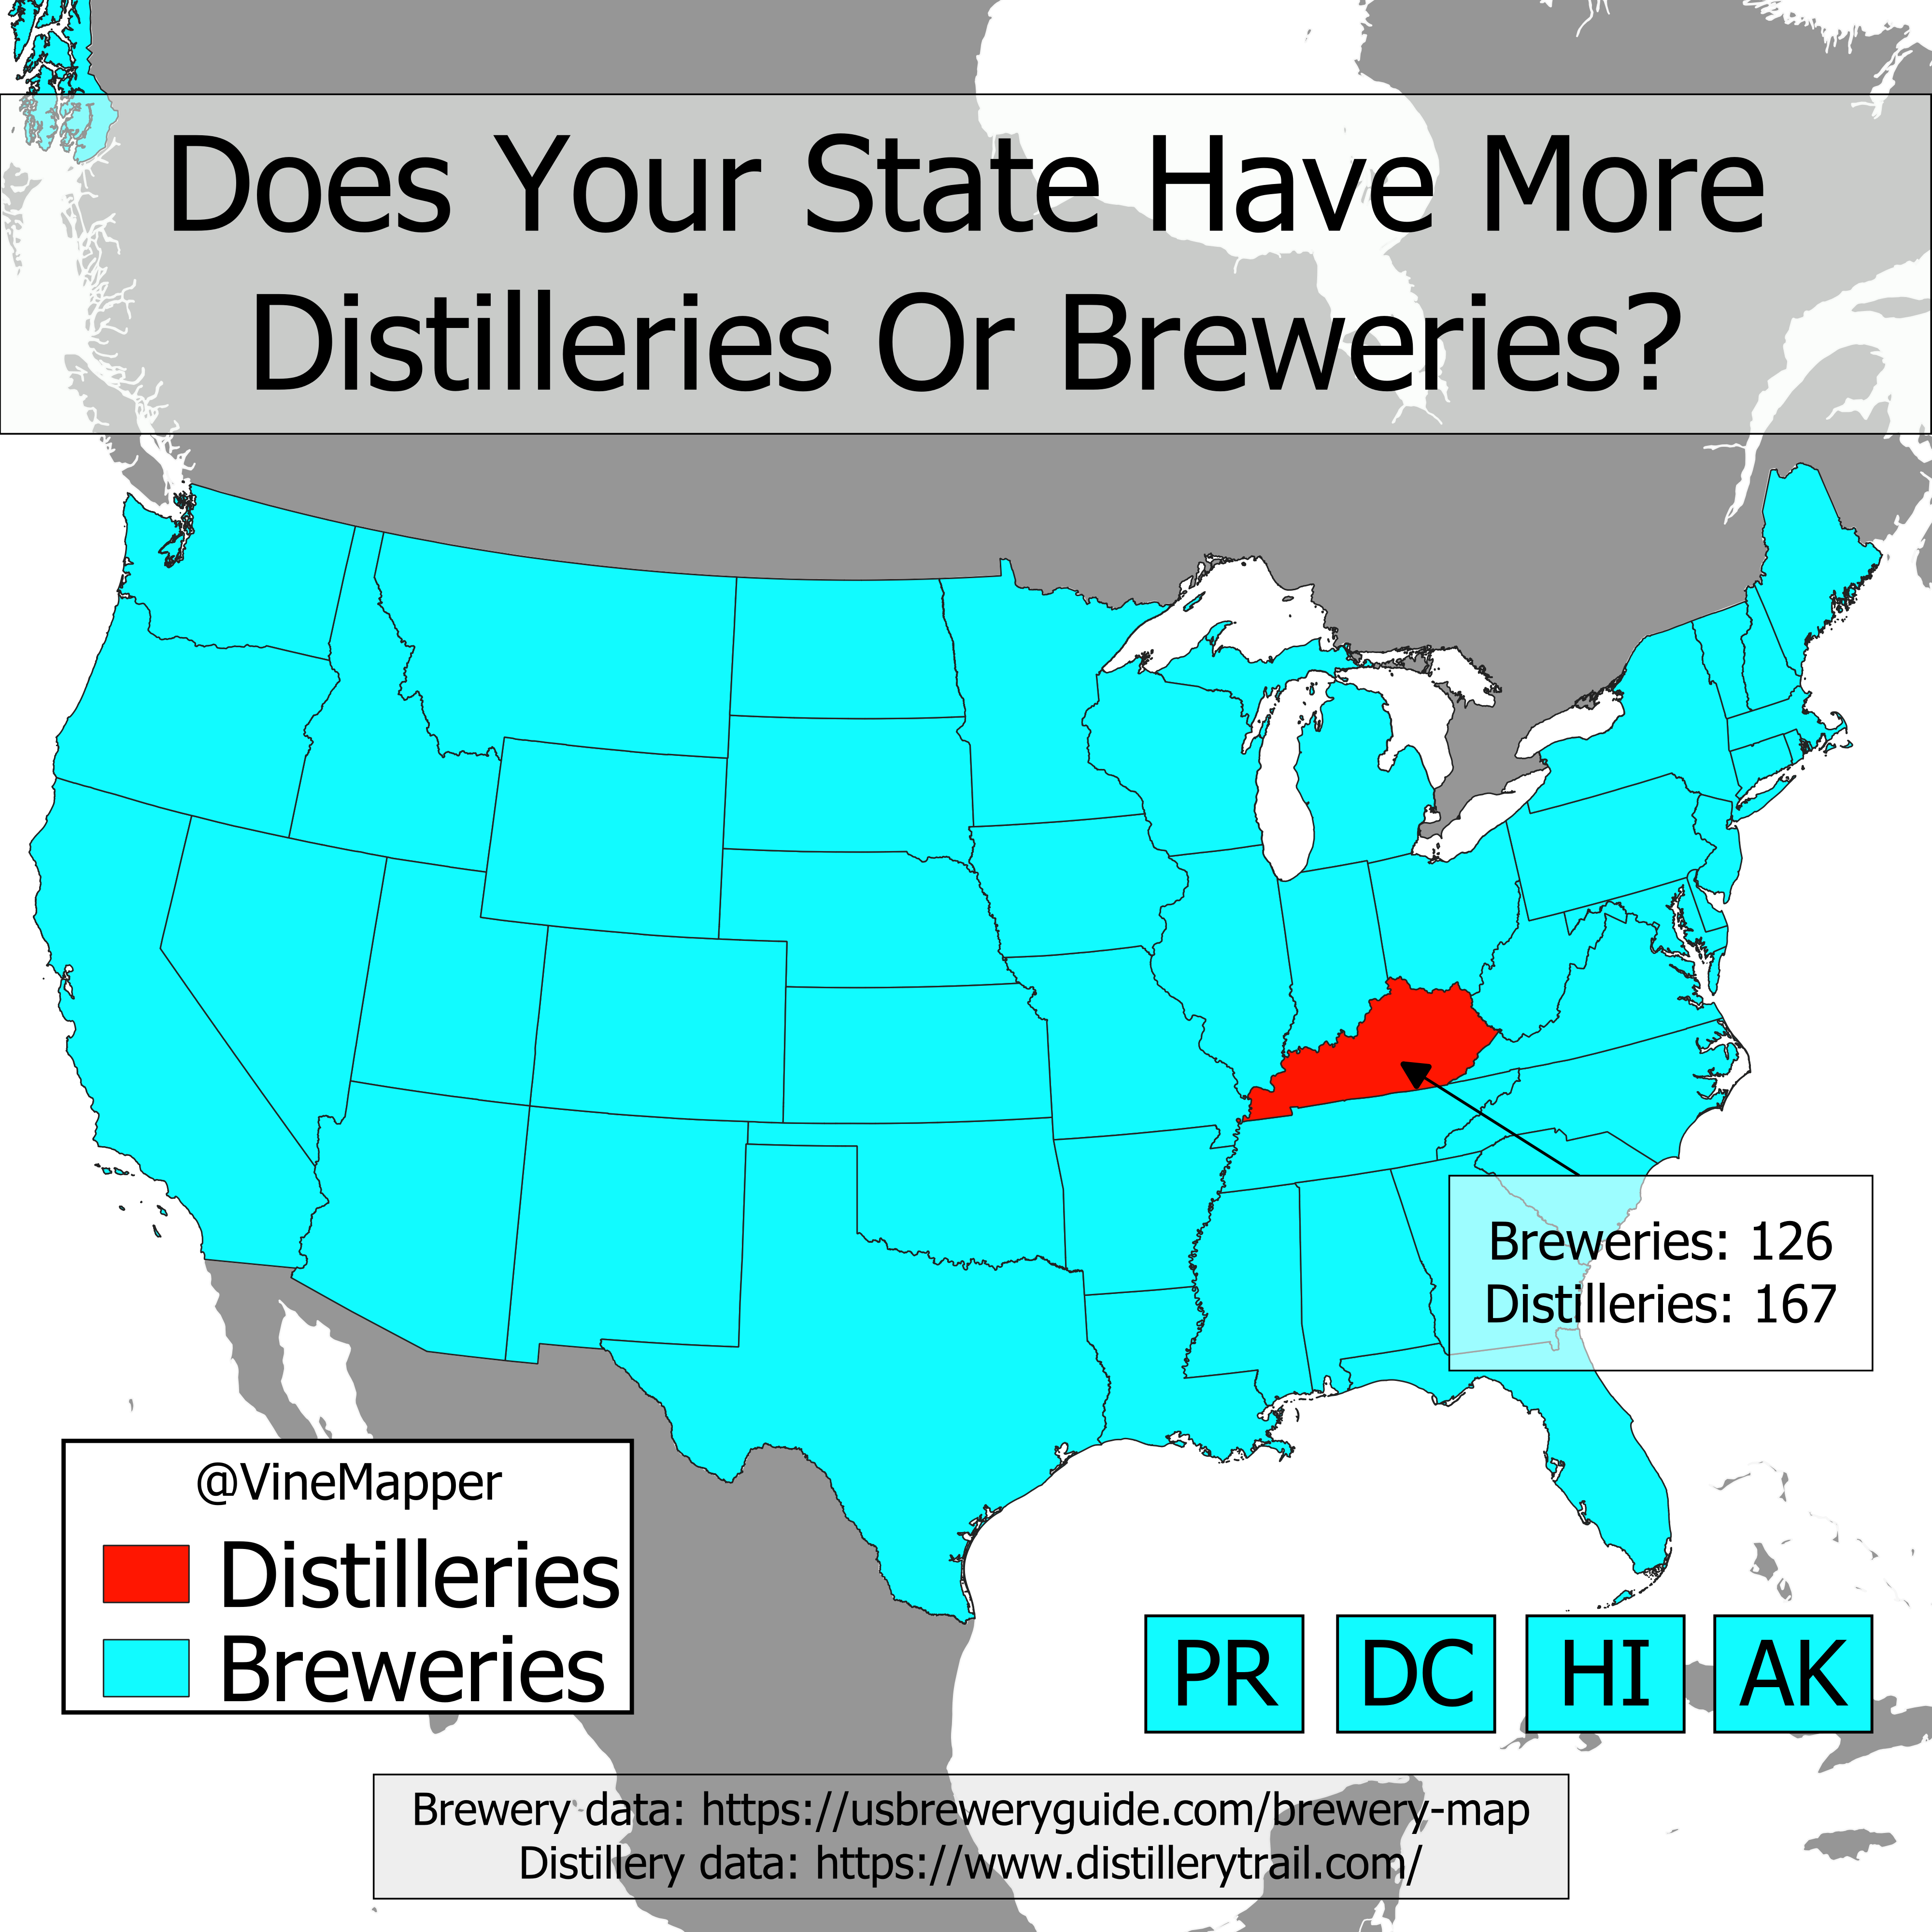 Does Your State Have More
Distilleries Or Breweries?
Breweries: 126
Distilleries: 167
@VineMapper
Distilleries
Breweries
PR
DC
HI
AK
Brewery data: https://usbreweryguide.com/brewery-map
Distillery data: https://www.distillerytrail.com/